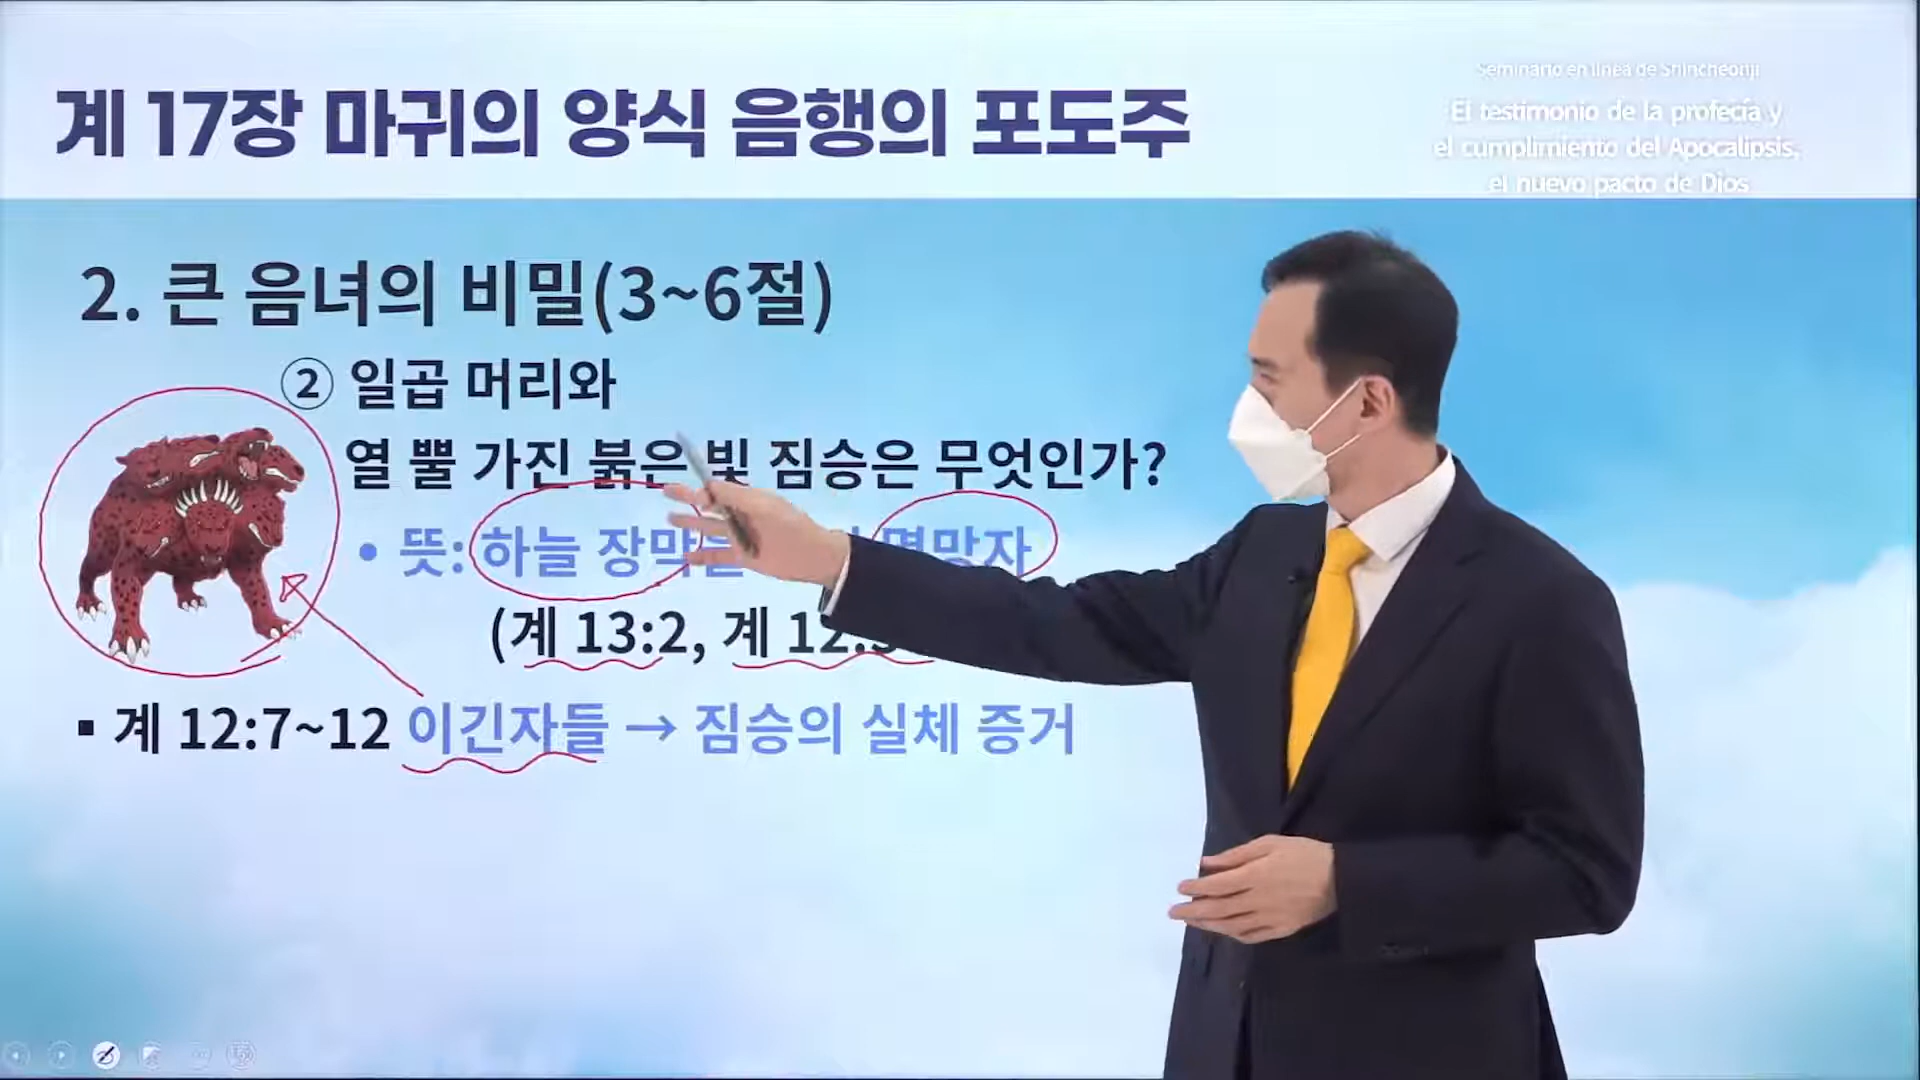 계 17장 마귀의 양식 음행의 포도주
Seminario en línea de Shincheonji
El testimonio de la profecía y
el cumplimiento del Apocalipsis,
el nuevo pacto de Dios
2. 큰 음녀의 비밀(3~6절)
② 일곱 머리와
열 뿔 가진 붉은 빛 짐승은 무엇인가?
• 뜻: 하늘 장막을 멸망자
(계 13:2, 계
▪ 계 12:7~12 이긴자들 → 짐승의 실체 증거